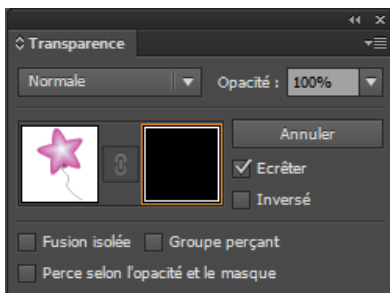 Transparence
Normale Opacité : 100%
Annuler
Ecrêter
Inversé
Fusion isolée Groupe perçant
Perce selon l'opacité et le masque